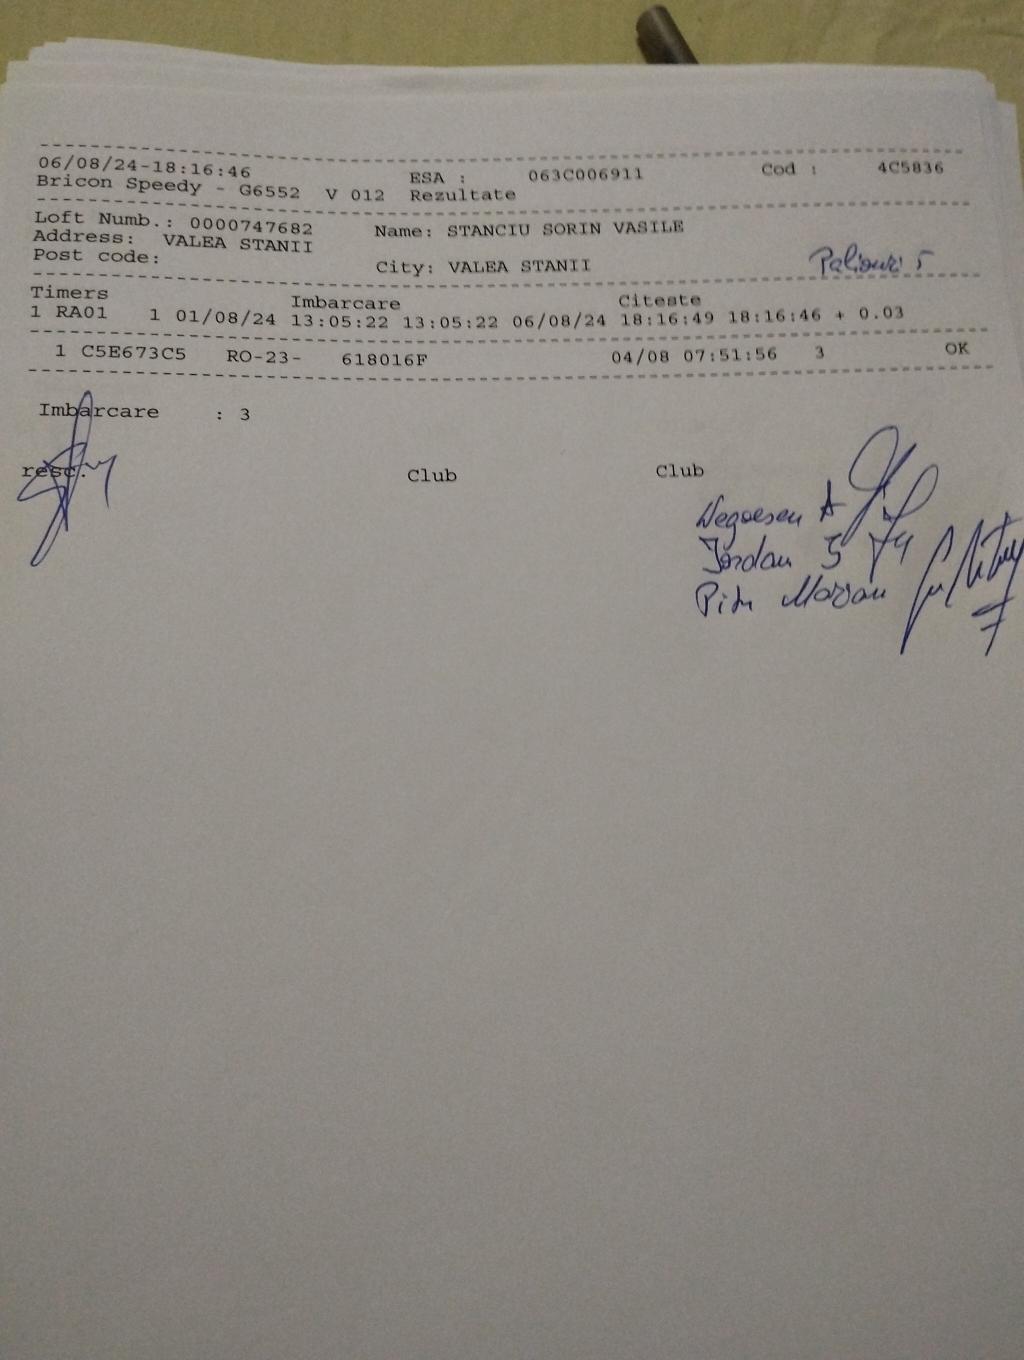 06/08/24-18:16:46 ESA : 063C006911 Cod : 4C5836
Bricon Speedy - G6552 V 012 Rezultate
Loft Numb.: 0000747682 Name: STANCIU SORIN VASILE
Address: VALEA STANII
Post code: City: VALEA STANII Paliouri 5
Timers Imbarcare Citeste
1 RA01 1 01/08/24 13:05:22 13:05:22 06/08/24 18:16:49 18:16:46 + 0.03
1 C5E673C5 RO-23- 618016F 04/08 07:51:56 3 OK
Imbarcare : 3
resc. Club Club
Negoescu A
Iordan
Marian